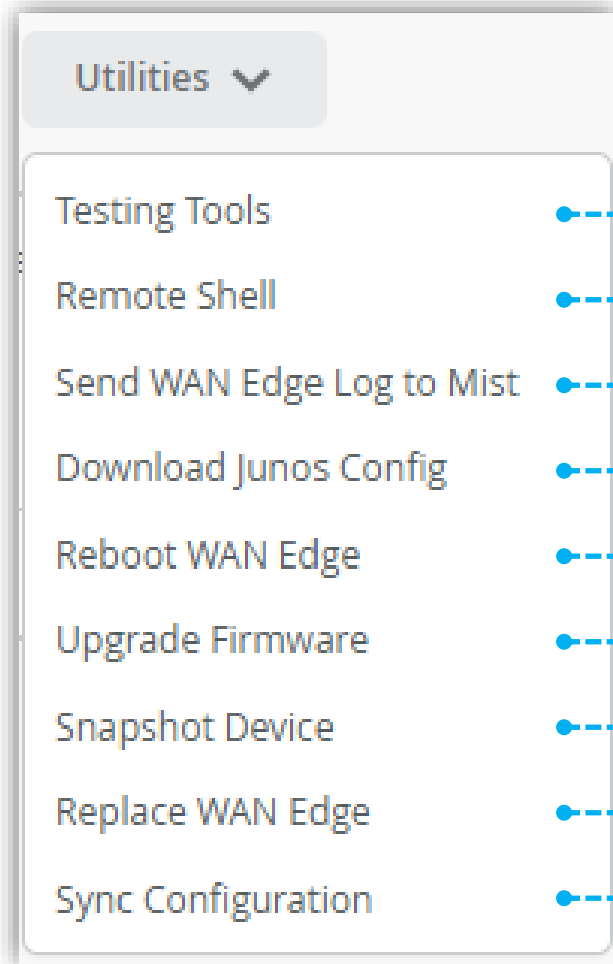 Utilities
Testing Tools
Remote Shell
Send WAN Edge Log to Mist
Download Junos Config
Reboot WAN Edge
Upgrade Firmware
Snapshot Device
Replace WAN Edge
Sync Configuration